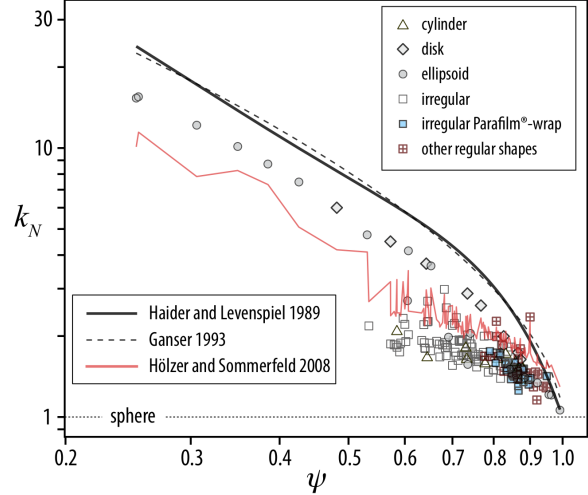 30
10
1
k_N
cylinder
disk
ellipsoid
irregular
irregular Parafilm®-wrap
other regular shapes
Haider and Levenspiel 1989
Ganser 1993
Hölzer and Sommerfeld 2008
sphere
0.2 0.3 0.4 0.5 0.6 0.7 0.8 0.9 1.0
ψ